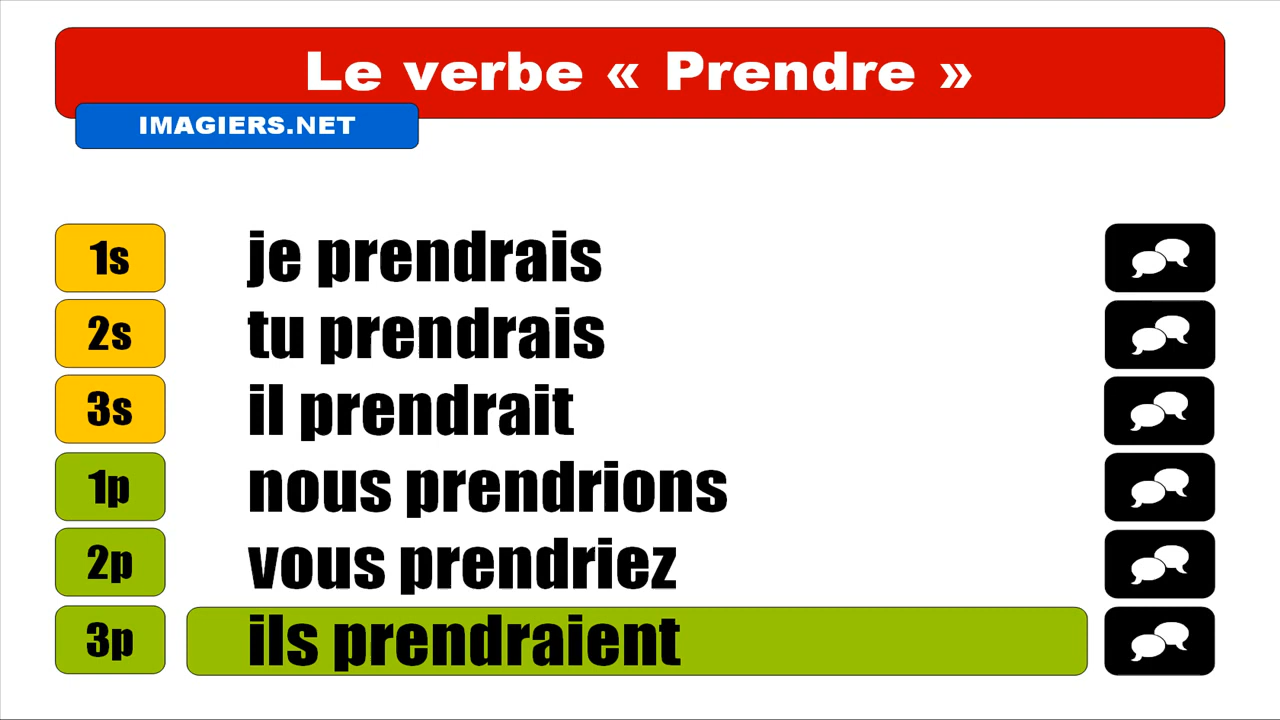 Le verbe « Prendre »
IMAGIERS.NET
1s je prendrais
2s tu prendrais
3s il prendrait
1p nous prendrions
2p vous prendriez
3p ils prendraient